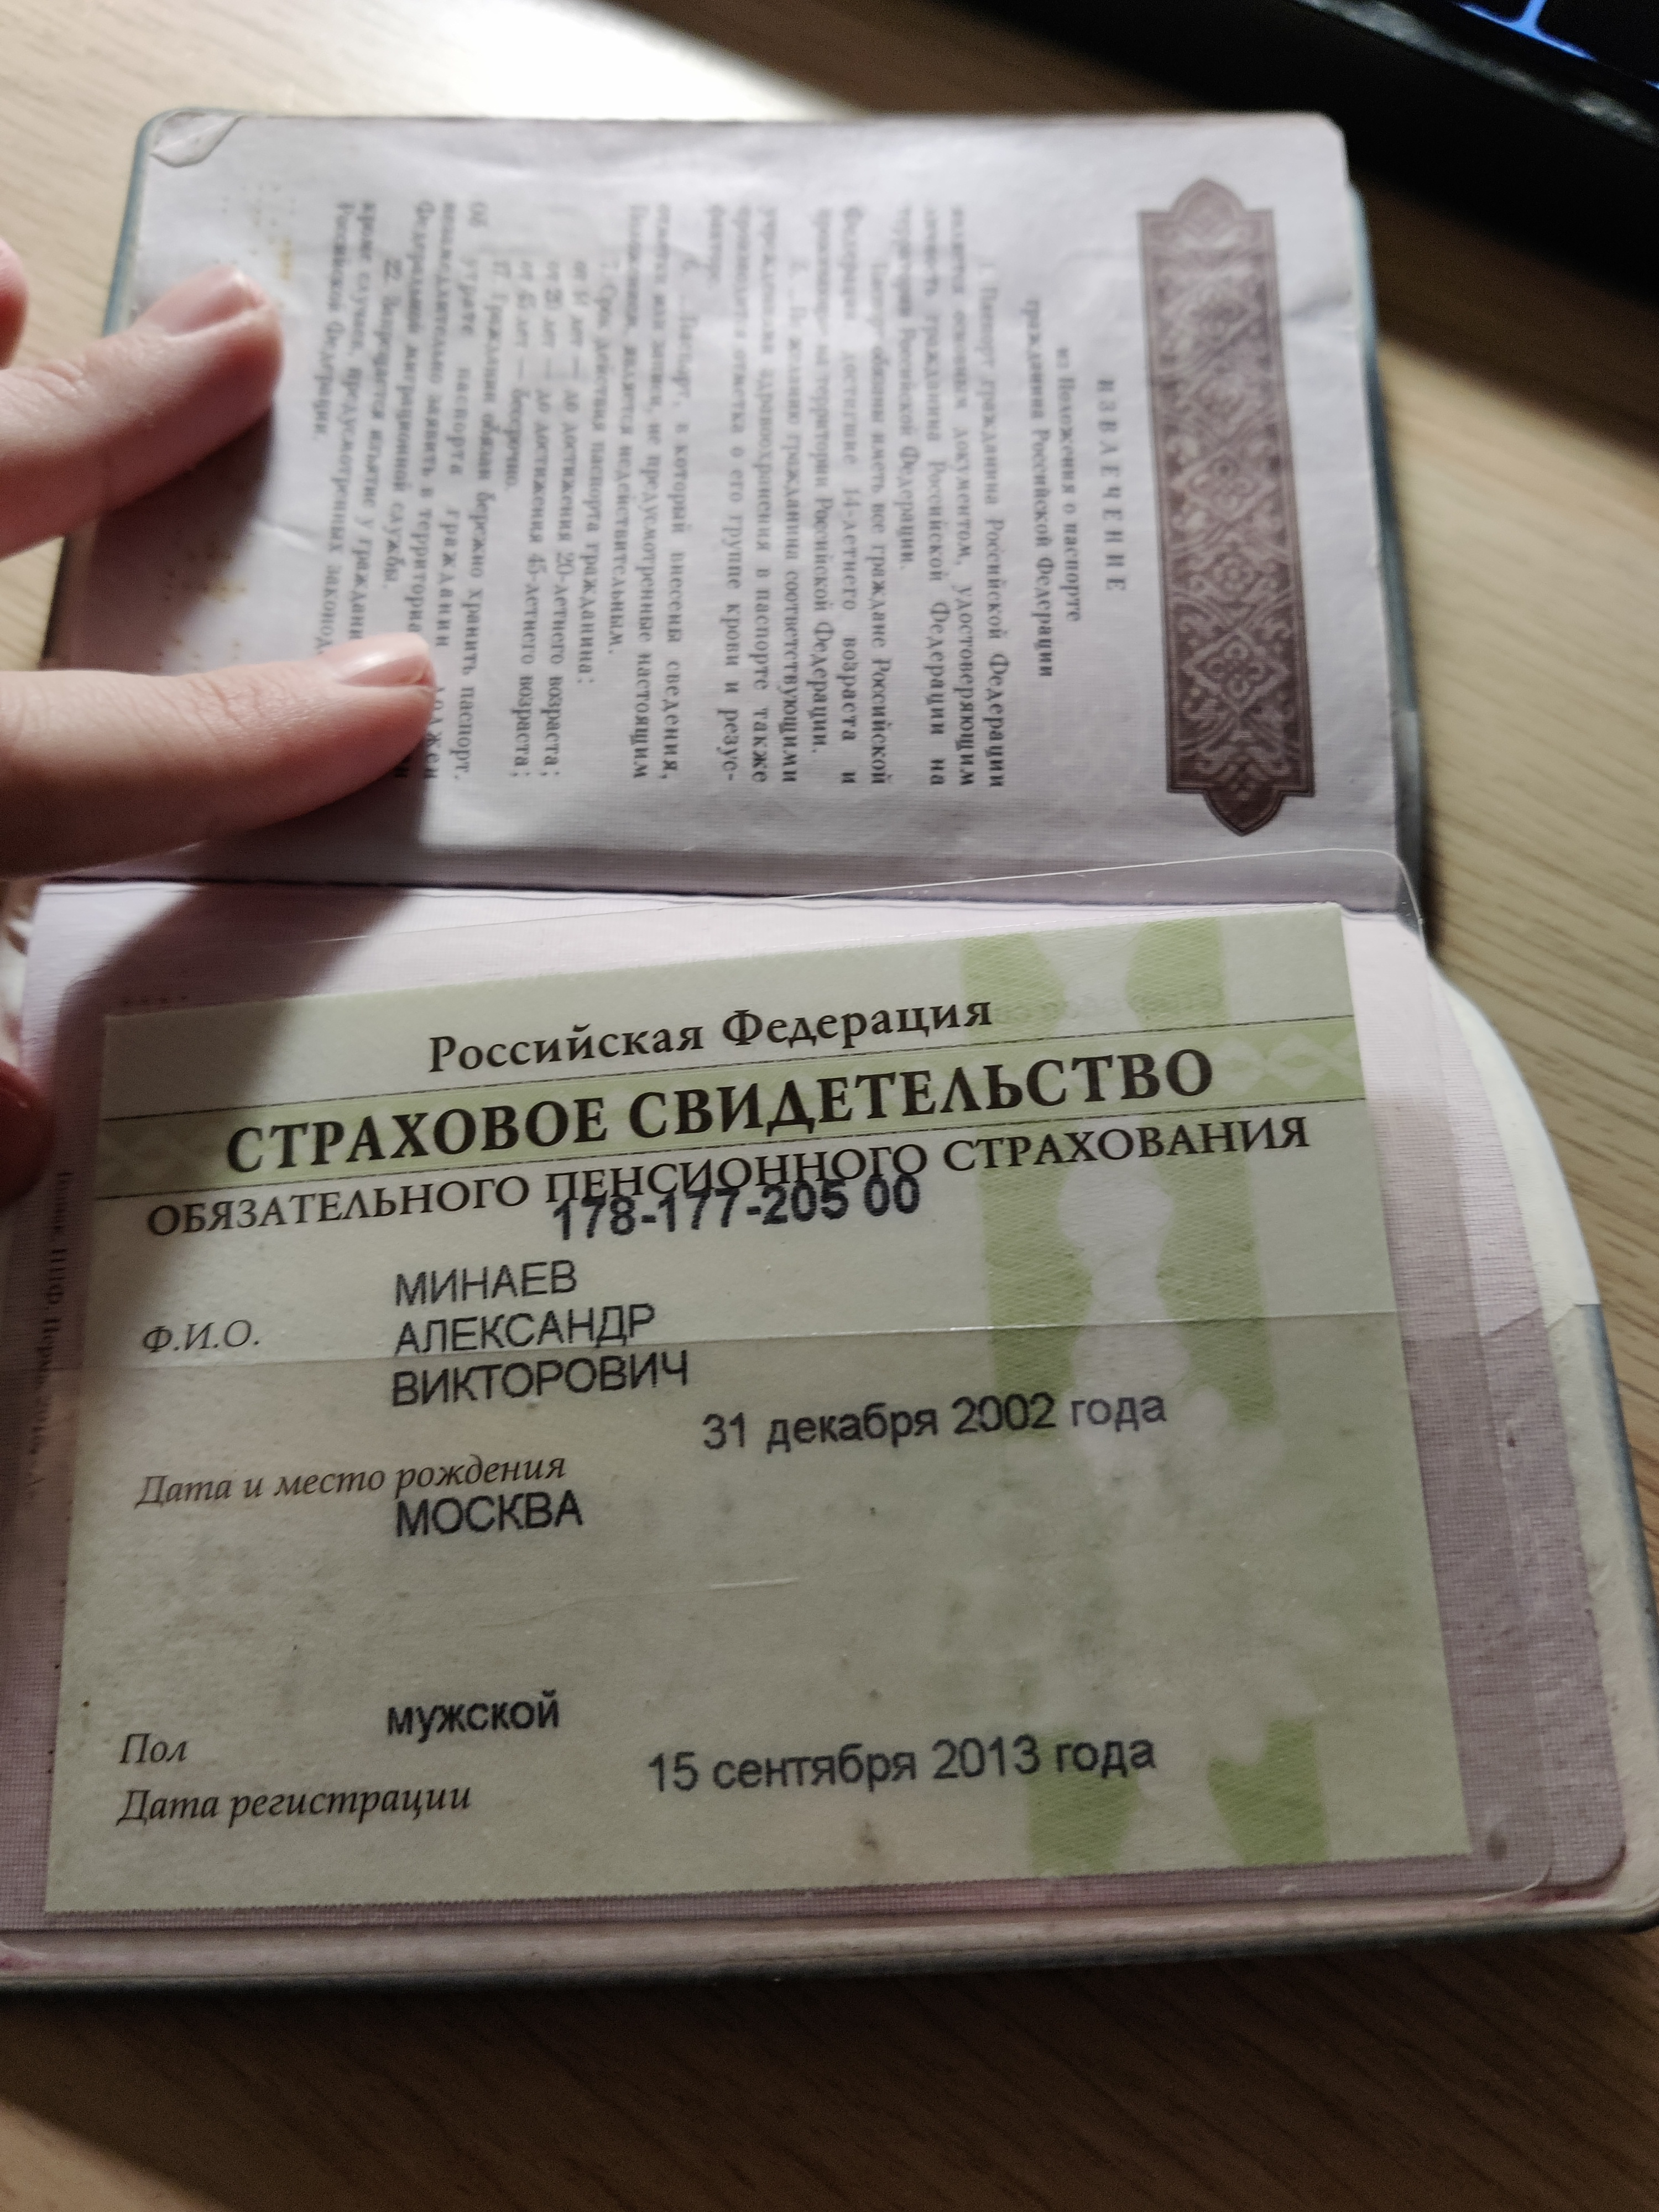 ИЗВЛЕЧЕНИЕ
из Положения о паспорте
гражданина Российской Федерации
1. Паспорт гражданина Российской Федерации
является основным документом, удостоверяющим
личность гражданина Российской Федерации на
территории Российской Федерации.
Паспорт обязаны иметь все граждане Российской
Федерации, достигшие 14-летнего возраста и
проживающие на территории Российской Федерации.
5. ...По желанию гражданина соответствующими
учреждениями здравоохранения в паспорте также
производится отметка о его группе крови и резус-
факторе.
6. ...Паспорт, в который внесены сведения,
отметки или записи, не предусмотренные настоящим
Положением, является недействительным.
7. Срок действия паспорта гражданина:
от 14 лет — до достижения 20-летнего возраста;
от 20 лет — до достижения 45-летнего возраста;
от 45 лет — бессрочно.
17. Гражданин обязан бережно хранить паспорт.
Об утрате паспорта гражданин должен
незамедлительно заявить в территориа
Федеральной миграционной службы.
22. Запрещается изъятие у граждани
кроме случаев, предусмотренных законод
Российской Федерации.
Российская Федерация
СТРАХОВОЕ СВИДЕТЕЛЬСТВО
ОБЯЗАТЕЛЬНОГО ПЕНСИОННОГО СТРАХОВАНИЯ
178-177-205 00
МИНАЕВ
Ф.И.О. АЛЕКСАНДР
ВИКТОРОВИЧ
31 декабря 2002 года
Дата и место рождения
МОСКВА
мужской
Пол
15 сентября 2013 года
Дата регистрации